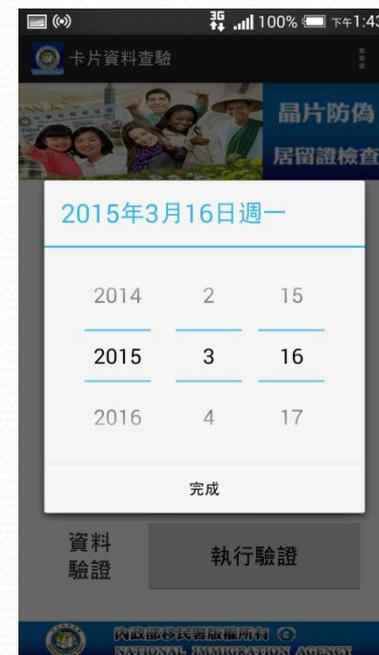 3G 100% 下午1:43
卡片資料查驗
晶片防偽
居留證檢查
2015年3月16日週一
2014 2 15
2015 3 16
2016 4 17
完成
資料
驗證
執行驗證
內政部移民署版權所有 ©
NATIONAL IMMIGRATION AGENCY